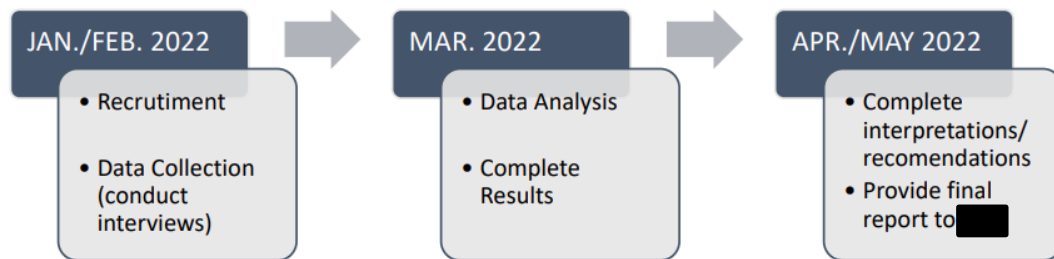 JAN./FEB. 2022
• Recrutiment
• Data Collection
(conduct
interviews)
MAR. 2022
• Data Analysis
• Complete
Results
APR./MAY 2022
• Complete
interpretations/
recomendations
• Provide final
report to